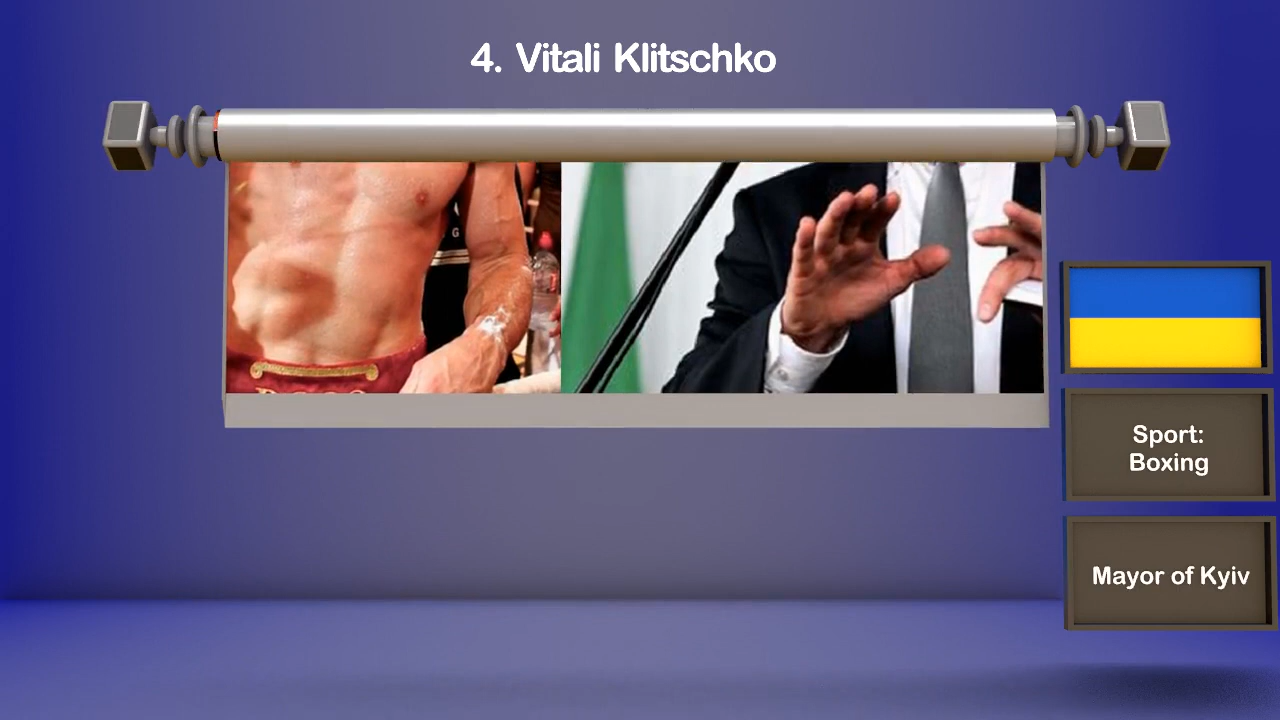 4. Vitali Klitschko
G
Sport:
Boxing
Mayor of Kyiv